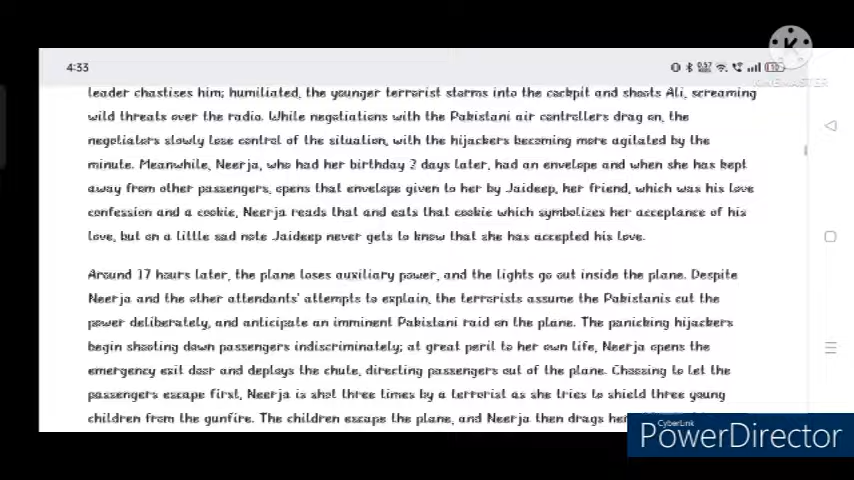 4:33
leader chastises him; humiliated, the younger terrorist storms into the cockpit and shoots Ali, screaming
wild threats over the radio. While negotiations with the Pakistani air controllers drag on, the
negotiators slowly lose control of the situation, with the hijackers becoming more agitated by the
minute. Meanwhile, Neerja, who had her birthday 2 days later, had an envelope and when she has kept
away from other passengers, opens that envelope given to her by Jaideep, her friend, which was his love
confession and a cookie, Neerja reads that and eats that cookie which symbolizes her acceptance of his
love, but on a little sad note Jaideep never gets to know that she has accepted his love.
Around 17 hours later, the plane loses auxiliary power, and the lights go out inside the plane. Despite
Neerja and the other attendants' attempts to explain, the terrorists assume the Pakistanis cut the
power deliberately, and anticipate an imminent Pakistani raid on the plane. The panicking hijackers
begin shooting down passengers indiscriminately; at great peril to her own life, Neerja opens the
emergency exit door and deploys the chute, directing passengers out of the plane. Choosing to let the
passengers escape first, Neerja is shot three times by a terrorist as she tries to shield three young
children from the gunfire. The children escape the plane, and Neerja then drags her
K
KINEMASTER
CyberLink
PowerDirector